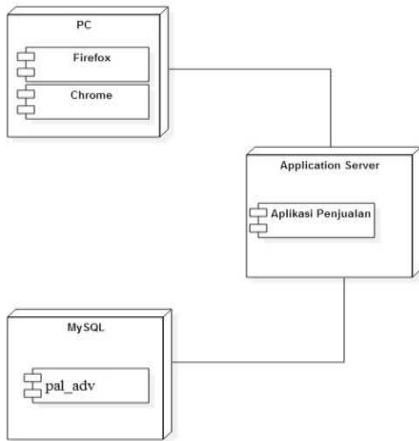 PC
Firefox
Chrome
Application Server
Aplikasi Penjualan
MySQL
pal_adv